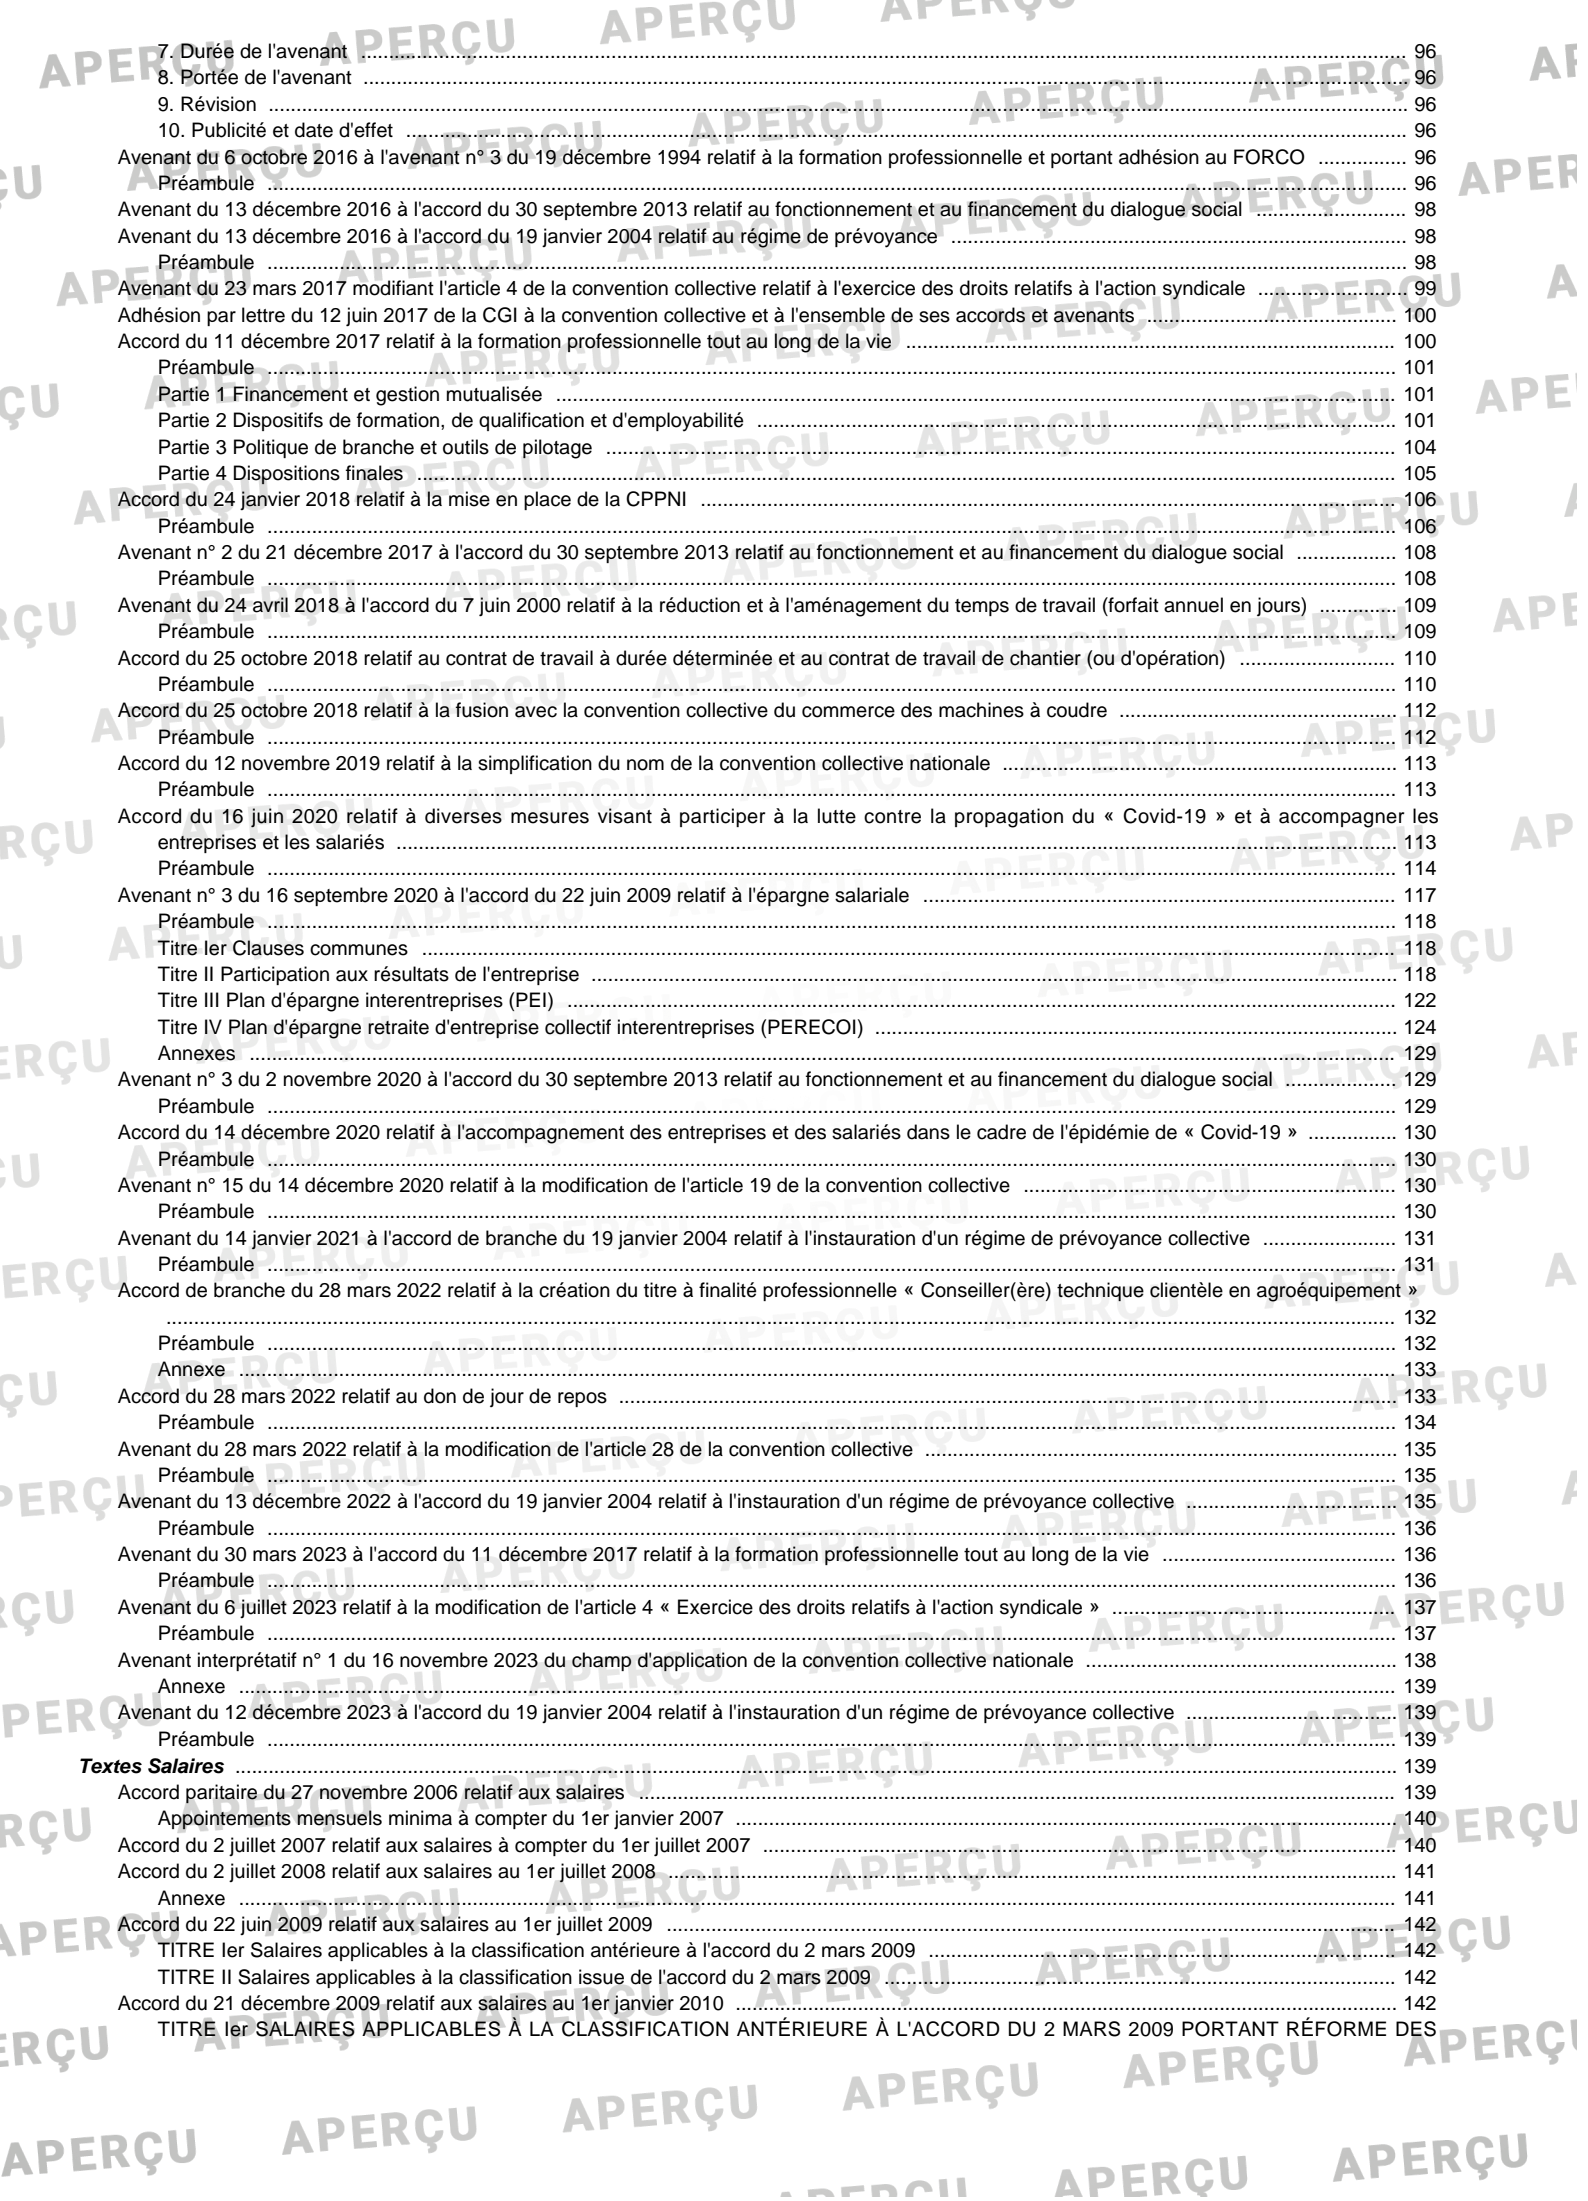 7. Durée de l'avenant ................ 96
8. Portée de l'avenant ................ 96
9. Révision ................ 96
10. Publicité et date d'effet ................ 96
Avenant du 6 octobre 2016 à l'avenant n° 3 du 19 décembre 1994 relatif à la formation professionnelle et portant adhésion au FORCO ................ 96
Préambule ................ 96
Avenant du 13 décembre 2016 à l'accord du 30 septembre 2013 relatif au fonctionnement et au financement du dialogue social ................ 98
Avenant du 13 décembre 2016 à l'accord du 19 janvier 2004 relatif au régime de prévoyance ................ 98
Préambule ................ 98
Avenant du 23 mars 2017 modifiant l'article 4 de la convention collective relatif à l'exercice des droits relatifs à l'action syndicale ................ 99
Adhésion par lettre du 12 juin 2017 de la CGI à la convention collective et à l'ensemble de ses accords et avenants ................ 100
Accord du 11 décembre 2017 relatif à la formation professionnelle tout au long de la vie ................ 100
Préambule ................ 101
Partie 1 Financement et gestion mutualisée ................ 101
Partie 2 Dispositifs de formation, de qualification et d'employabilité ................ 101
Partie 3 Politique de branche et outils de pilotage ................ 104
Partie 4 Dispositions finales ................ 105
Accord du 24 janvier 2018 relatif à la mise en place de la CPPNI ................ 106
Préambule ................ 106
Avenant n° 2 du 21 décembre 2017 à l'accord du 30 septembre 2013 relatif au fonctionnement et au financement du dialogue social ................ 108
Préambule ................ 108
Avenant du 24 avril 2018 à l'accord du 7 juin 2000 relatif à la réduction et à l'aménagement du temps de travail (forfait annuel en jours) ................ 109
Préambule ................ 109
Accord du 25 octobre 2018 relatif au contrat de travail à durée déterminée et au contrat de travail de chantier (ou d'opération) ................ 110
Préambule ................ 110
Accord du 25 octobre 2018 relatif à la fusion avec la convention collective du commerce des machines à coudre ................ 112
Préambule ................ 112
Accord du 12 novembre 2019 relatif à la simplification du nom de la convention collective nationale ................ 113
Préambule ................ 113
Accord du 16 juin 2020 relatif à diverses mesures visant à participer à la lutte contre la propagation du « Covid-19 » et à accompagner les
entreprises et les salariés ................ 113
Préambule ................ 114
Avenant n° 3 du 16 septembre 2020 à l'accord du 22 juin 2009 relatif à l'épargne salariale ................ 117
Préambule ................ 118
Titre Ier Clauses communes ................ 118
Titre II Participation aux résultats de l'entreprise ................ 118
Titre III Plan d'épargne interentreprises (PEI) ................ 122
Titre IV Plan d'épargne retraite d'entreprise collectif interentreprises (PERECOI) ................ 124
Annexes ................ 129
Avenant n° 3 du 2 novembre 2020 à l'accord du 30 septembre 2013 relatif au fonctionnement et au financement du dialogue social ................ 129
Préambule ................ 129
Accord du 14 décembre 2020 relatif à l'accompagnement des entreprises et des salariés dans le cadre de l'épidémie de « Covid-19 » ................ 130
Préambule ................ 130
Avenant n° 15 du 14 décembre 2020 relatif à la modification de l'article 19 de la convention collective ................ 130
Préambule ................ 130
Avenant du 14 janvier 2021 à l'accord de branche du 19 janvier 2004 relatif à l'instauration d'un régime de prévoyance collective ................ 131
Préambule ................ 131
Accord de branche du 28 mars 2022 relatif à la création du titre à finalité professionnelle « Conseiller(ère) technique clientèle en agroéquipement »
................ 132
Préambule ................ 132
Annexe ................ 133
Accord du 28 mars 2022 relatif au don de jour de repos ................ 133
Préambule ................ 134
Avenant du 28 mars 2022 relatif à la modification de l'article 28 de la convention collective ................ 135
Préambule ................ 135
Avenant du 13 décembre 2022 à l'accord du 19 janvier 2004 relatif à l'instauration d'un régime de prévoyance collective ................ 135
Préambule ................ 136
Avenant du 30 mars 2023 à l'accord du 11 décembre 2017 relatif à la formation professionnelle tout au long de la vie ................ 136
Préambule ................ 136
Avenant du 6 juillet 2023 relatif à la modification de l'article 4 « Exercice des droits relatifs à l'action syndicale » ................ 137
Préambule ................ 137
Avenant interprétatif n° 1 du 16 novembre 2023 du champ d'application de la convention collective nationale ................ 138
Annexe ................ 139
Avenant du 12 décembre 2023 à l'accord du 19 janvier 2004 relatif à l'instauration d'un régime de prévoyance collective ................ 139
Préambule ................ 139
Textes Salaires ................ 139
Accord paritaire du 27 novembre 2006 relatif aux salaires ................ 139
Appointements mensuels minima à compter du 1er janvier 2007 ................ 140
Accord du 2 juillet 2007 relatif aux salaires à compter du 1er juillet 2007 ................ 140
Accord du 2 juillet 2008 relatif aux salaires au 1er juillet 2008 ................ 141
Annexe ................ 141
Accord du 22 juin 2009 relatif aux salaires au 1er juillet 2009 ................ 142
TITRE Ier Salaires applicables à la classification antérieure à l'accord du 2 mars 2009 ................ 142
TITRE II Salaires applicables à la classification issue de l'accord du 2 mars 2009 ................ 142
Accord du 21 décembre 2009 relatif aux salaires au 1er janvier 2010 ................ 142
TITRE Ier SALAIRES APPLICABLES À LA CLASSIFICATION ANTÉRIEURE À L'ACCORD DU 2 MARS 2009 PORTANT RÉFORME DES
APERÇU